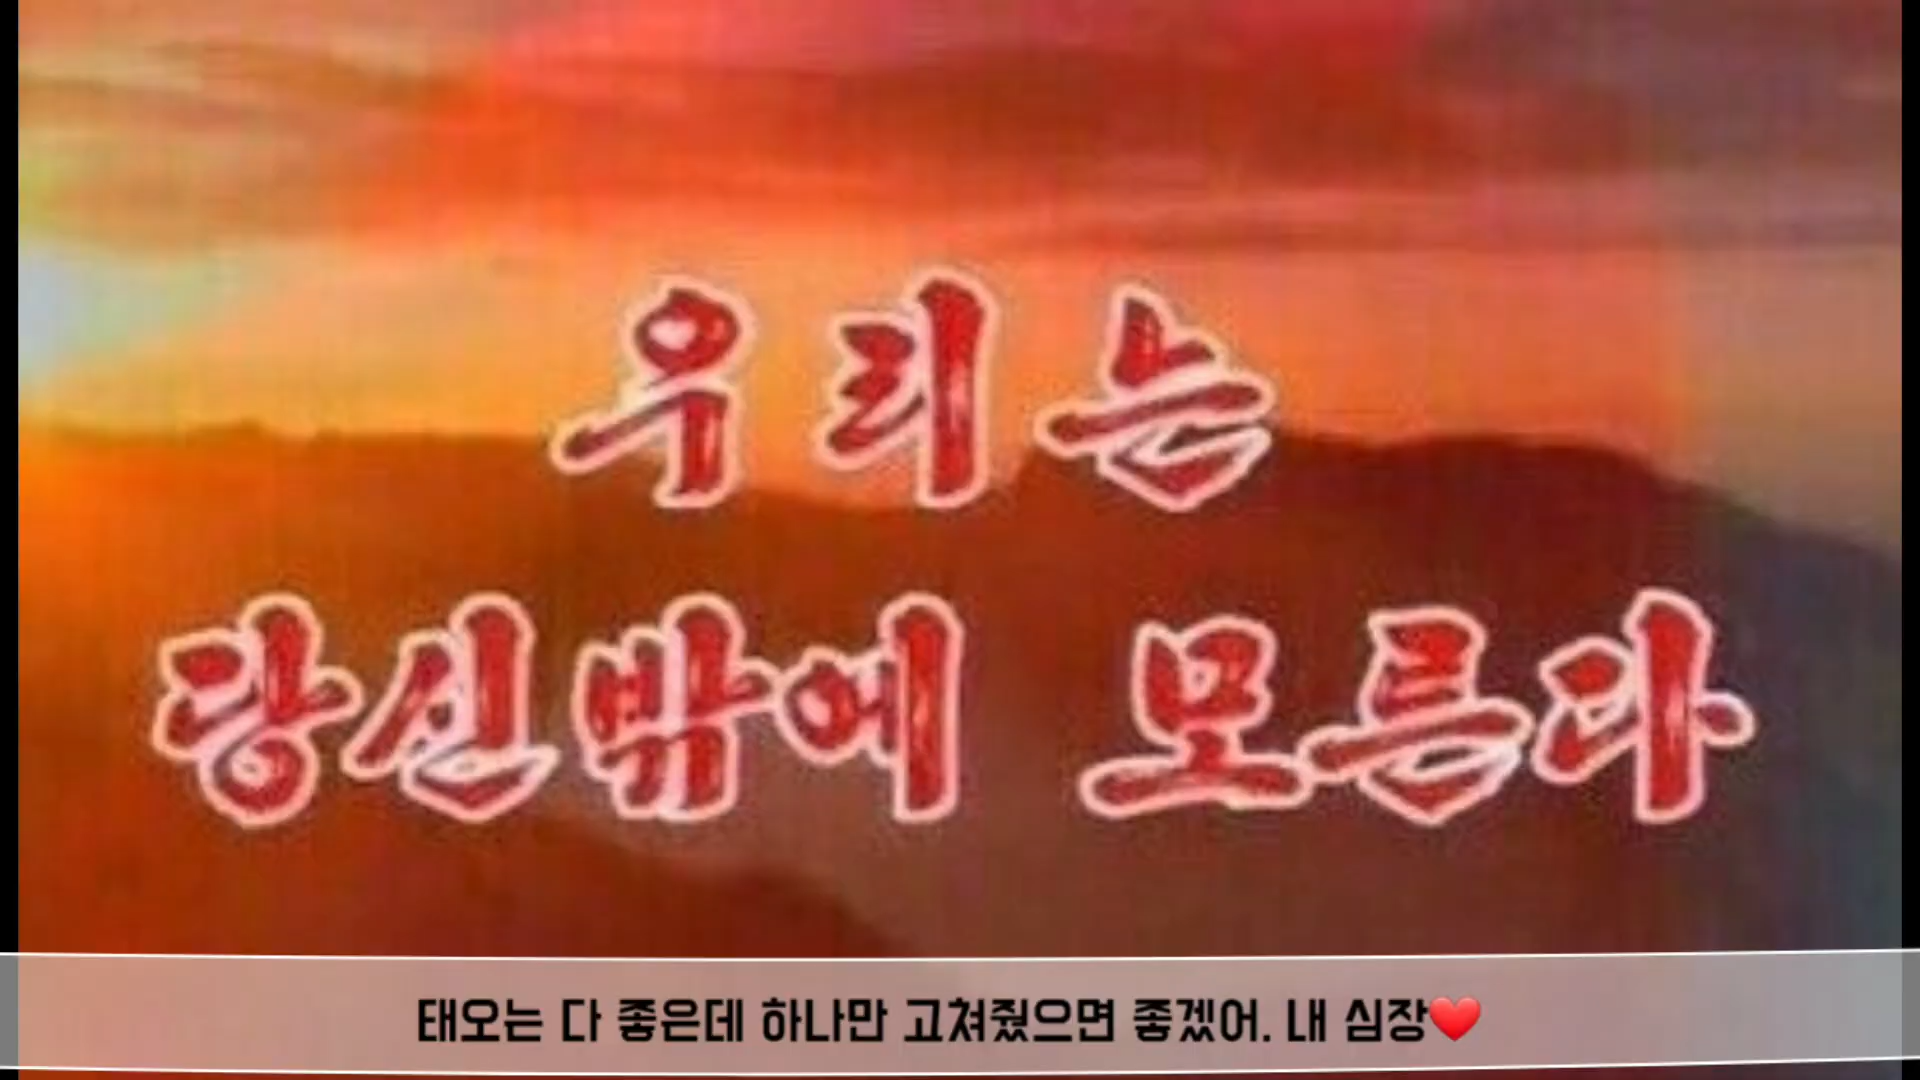 우리는
당신밖에 모른다
태오는 다 좋은데 하나만 고쳐줬으면 좋겠어. 내 심장❤️